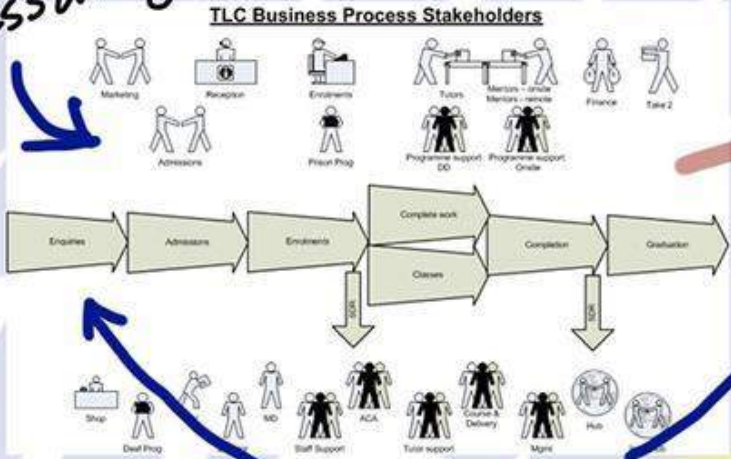 TLC Business Process Stakeholders
Marketing
Reception
Enrolments
Tutors
Mentors - onsite
Mentors - remote
Finance
Take 2
Admissions
Prison Prog
Programme support
DD
Programme support
Onsite
Enquiries
Admissions
Enrolments
Complete work
Classes
Completion
Graduation
SDR
SDR
Shop
Deaf Prog
MD
Staff Support
ACA
Tutor support
Course &
Delivery
Mgmt
Hub